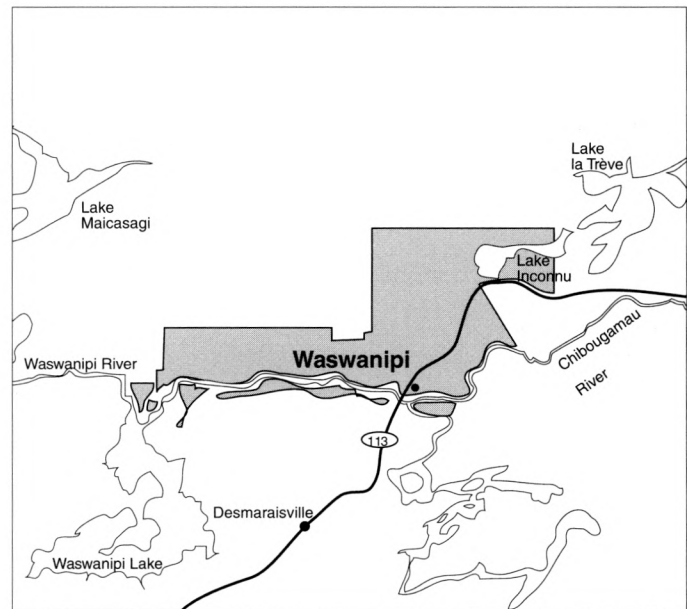 Lake
la Trève
Lake
Maicasagi
Lake
Inconnu
Waswanipi
Waswanipi River
Chibougamau
River
113
Desmaraisville
Waswanipi Lake